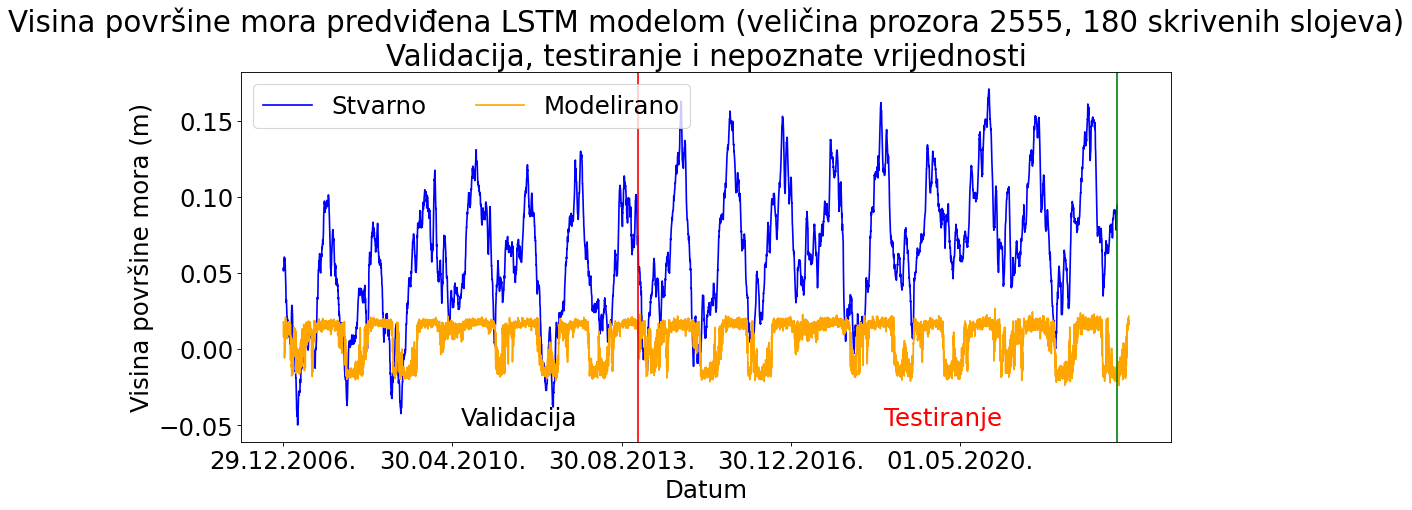 Visina površine mora predviđena LSTM modelom (veličina prozora 2555, 180 skrivenih slojeva)
Validacija, testiranje i nepoznate vrijednosti
Stvarno
Modelirano
Visina površine mora (m)
0.15
0.10
0.05
0.00
−0.05
Validacija
Testiranje
29.12.2006.
30.04.2010.
30.08.2013.
30.12.2016.
01.05.2020.
Datum